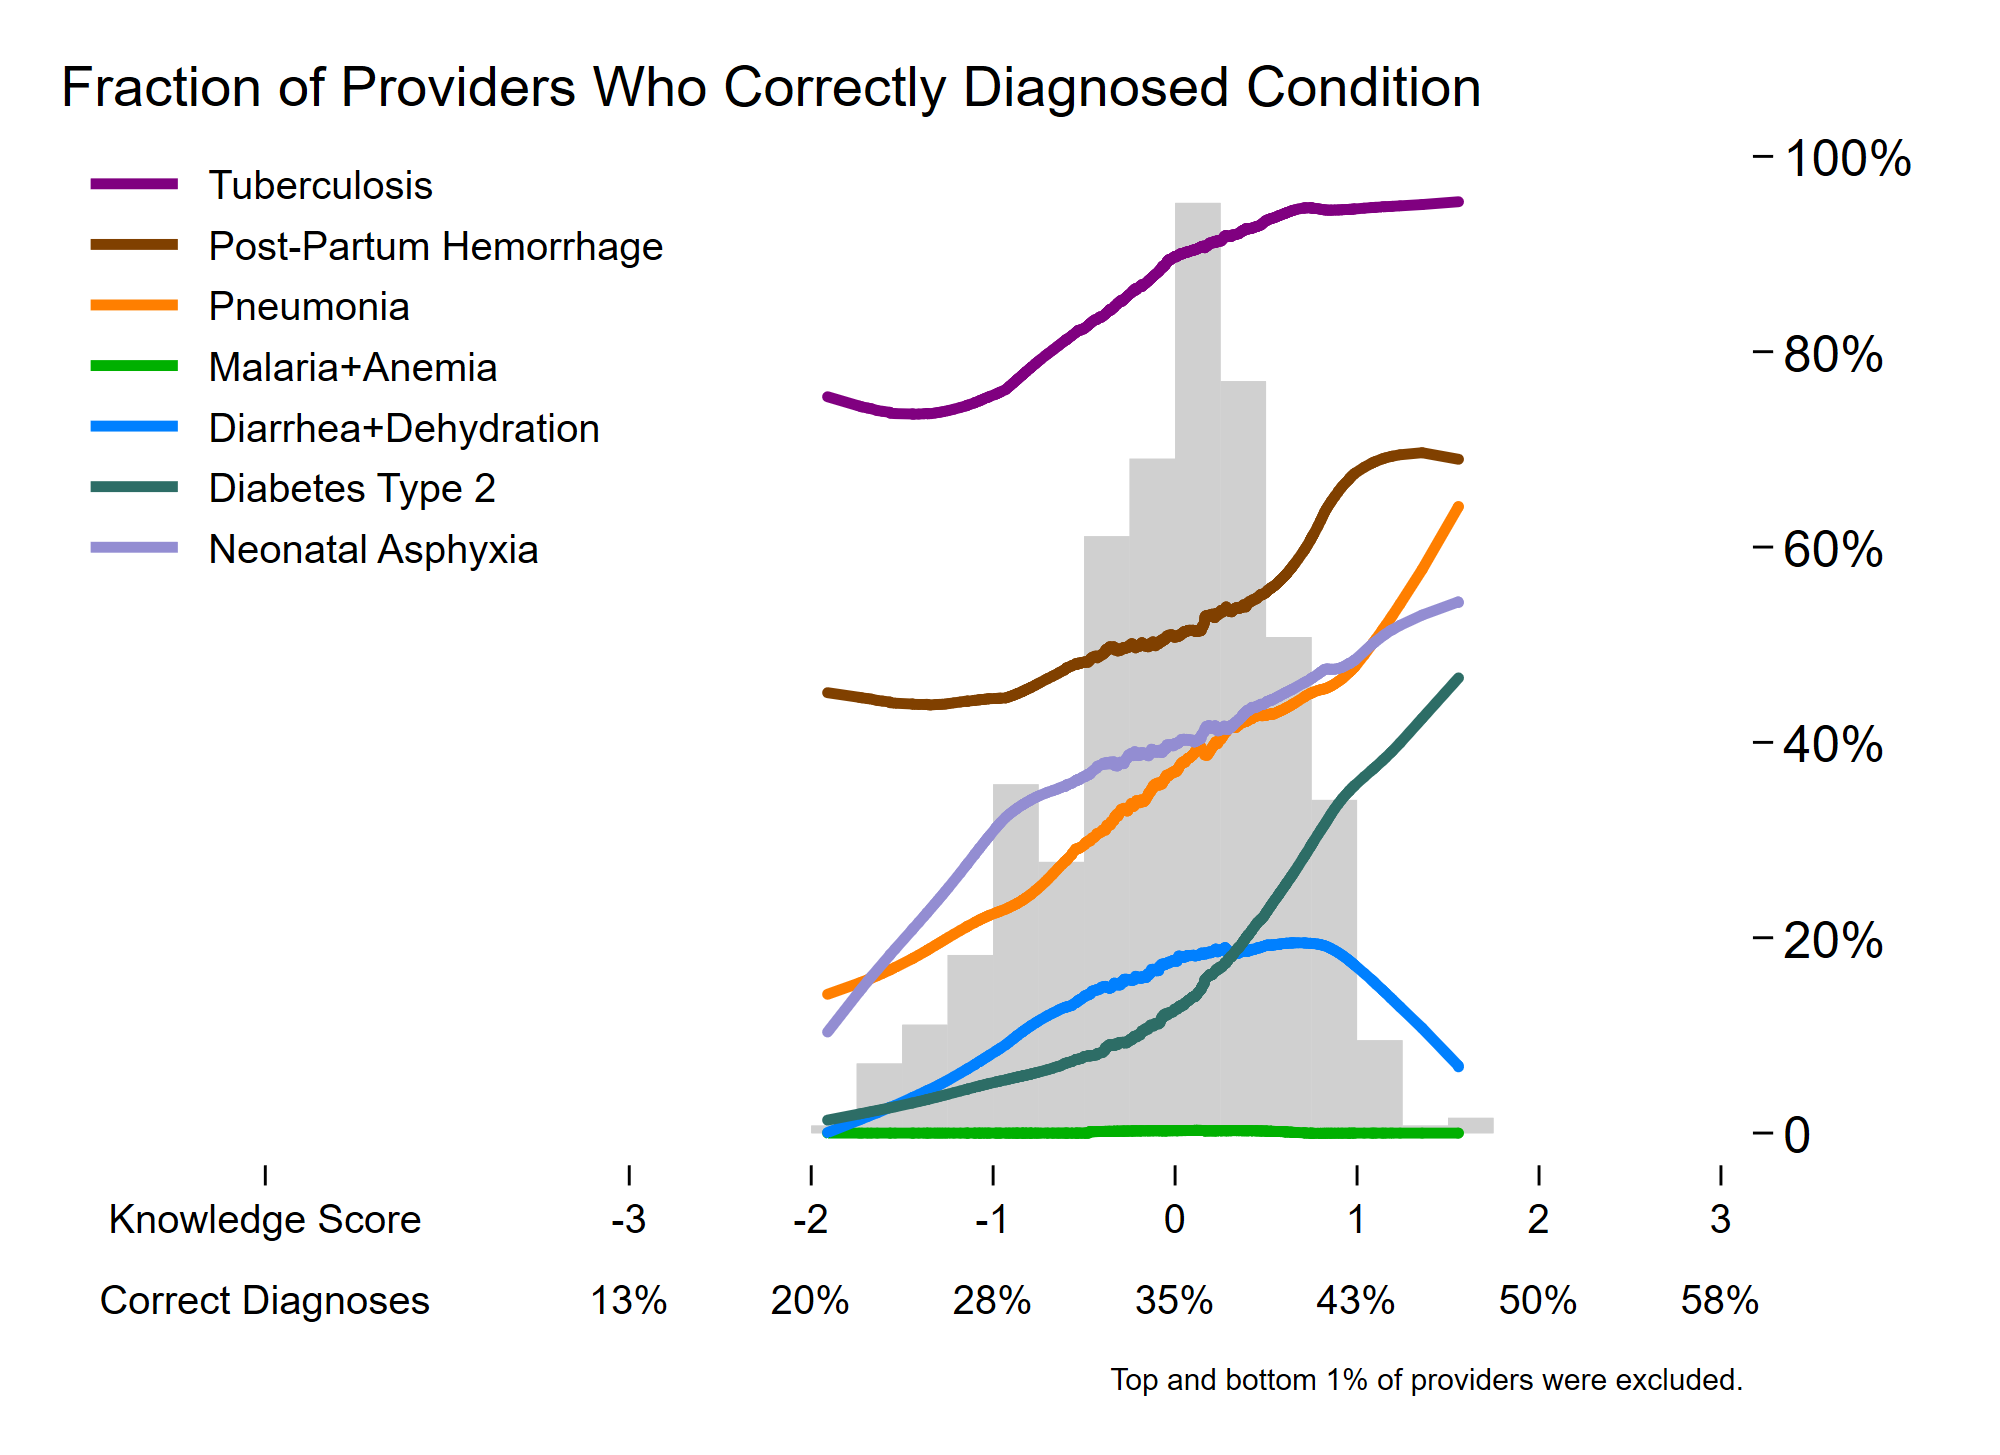 Fraction of Providers Who Correctly Diagnosed Condition
Tuberculosis
Post-Partum Hemorrhage
Pneumonia
Malaria+Anemia
Diarrhea+Dehydration
Diabetes Type 2
Neonatal Asphyxia
100%
80%
60%
40%
20%
0
Knowledge Score -3 -2 -1 0 1 2 3
Correct Diagnoses 13% 20% 28% 35% 43% 50% 58%
Top and bottom 1% of providers were excluded.